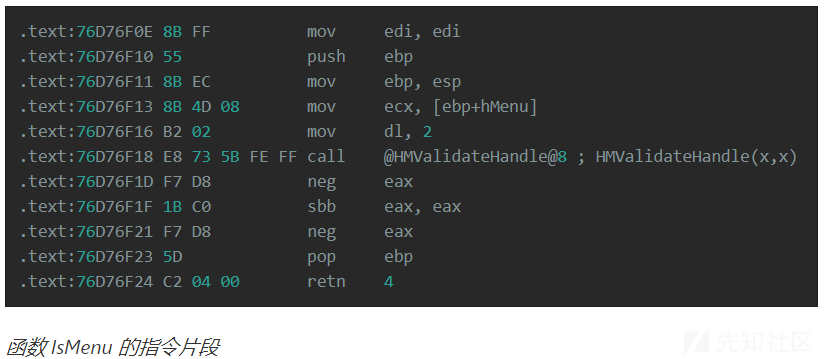 .text:76D76F0E 8B FF mov edi, edi
.text:76D76F10 55 push ebp
.text:76D76F11 8B EC mov ebp, esp
.text:76D76F13 8B 4D 08 mov ecx, [ebp+hMenu]
.text:76D76F16 B2 02 mov dl, 2
.text:76D76F18 E8 73 5B FE FF call @HMValidateHandle@8 ; HMValidateHandle(x,x)
.text:76D76F1D F7 D8 neg eax
.text:76D76F1F 1B C0 sbb eax, eax
.text:76D76F21 F7 D8 neg eax
.text:76D76F23 5D pop ebp
.text:76D76F24 C2 04 00 retn 4
函数 IsMenu 的指令片段
先知社区